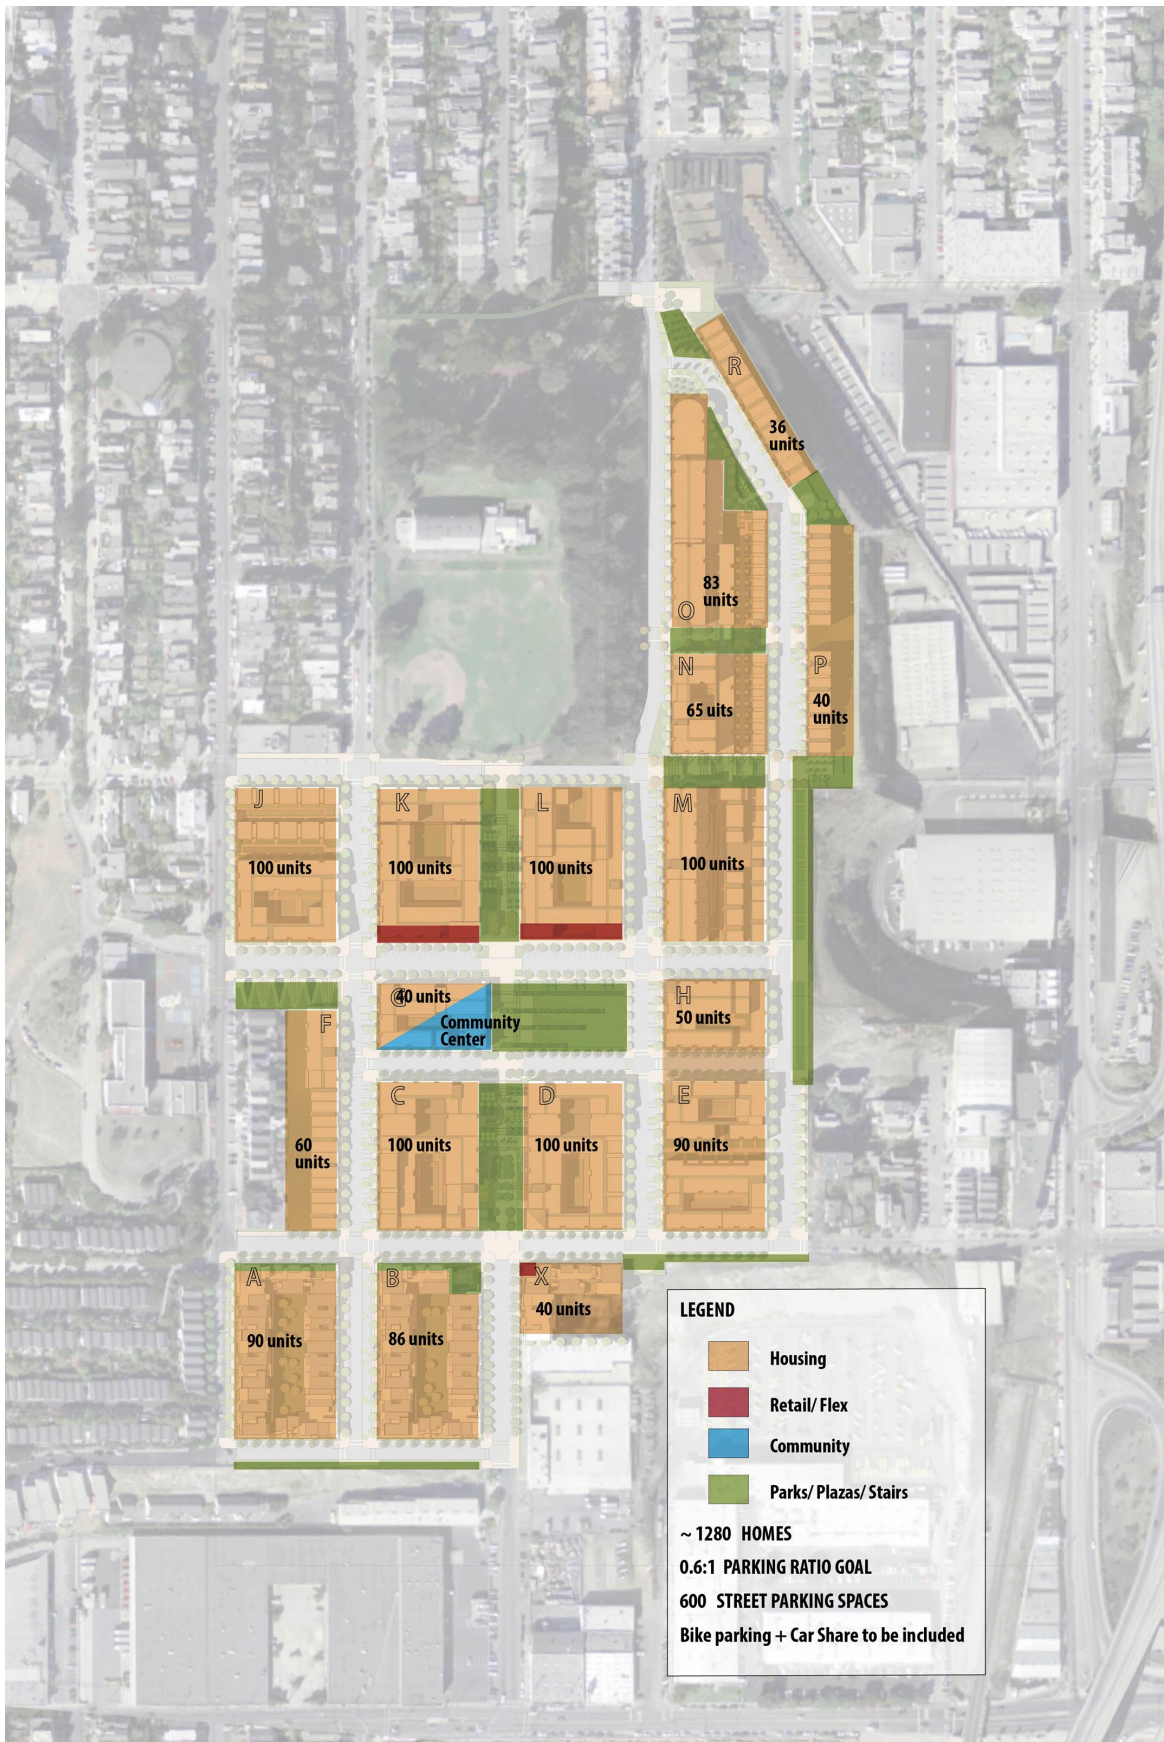 R
36
units
83
units
O
N
65 uits
P
40
units
J
100 units
K
100 units
L
100 units
M
100 units
G
40 units
Community
Center
H
50 units
F
60
units
C
100 units
D
100 units
E
90 units
A
90 units
B
86 units
X
40 units
LEGEND
Housing
Retail/ Flex
Community
Parks/ Plazas/ Stairs
~ 1280 HOMES
0.6:1 PARKING RATIO GOAL
600 STREET PARKING SPACES
Bike parking + Car Share to be included